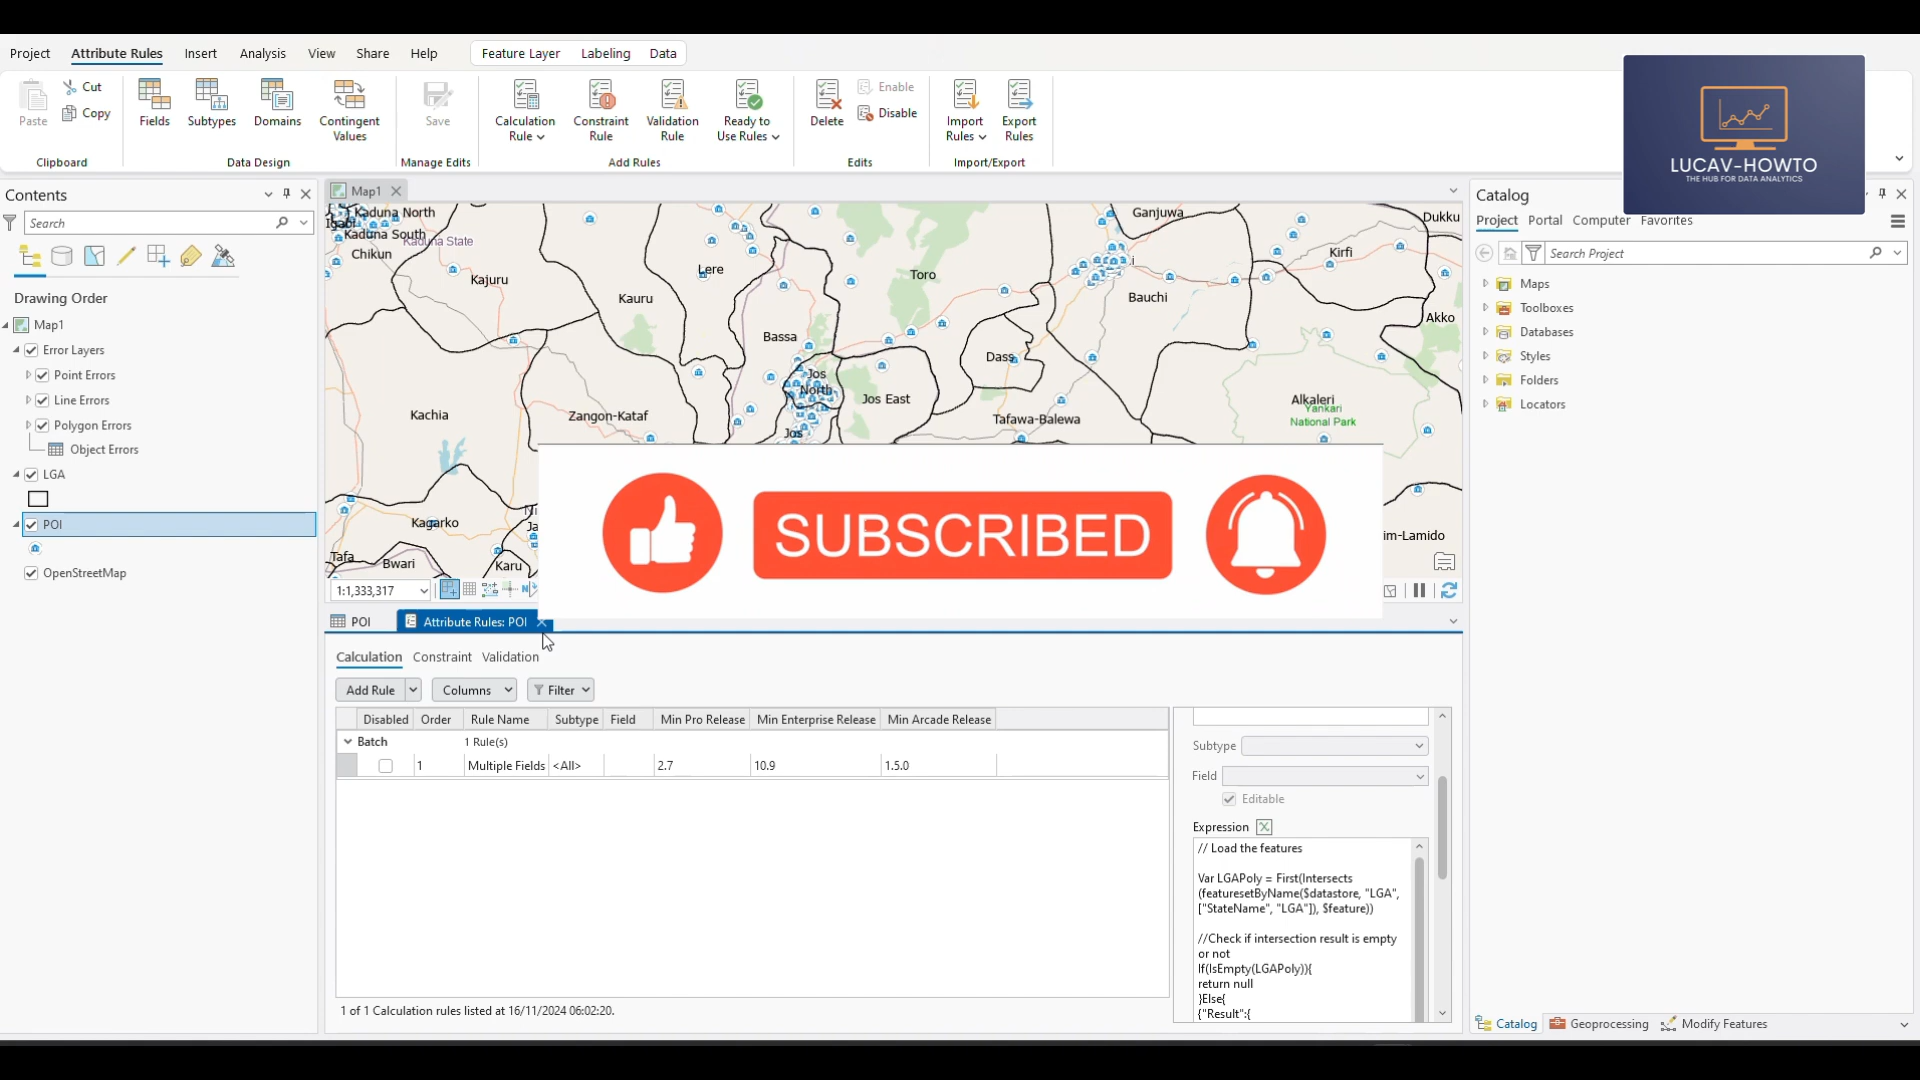 Project Attribute Rules Insert Analysis View Share Help Feature Layer Labeling Data
Paste Cut Copy
Clipboard
Fields Subtypes Domains Contingent Values
Data Design
Save
Manage Edits
Calculation Rule Constraint Rule Validation Rule Ready to Use Rules
Add Rules
Delete Enable Disable
Edits
Import Rules Export Rules
Import/Export
LUCAV-HOWTO
THE HUB FOR DATA ANALYTICS
Contents
Search
Drawing Order
Map1
Error Layers
Point Errors
Line Errors
Polygon Errors
Object Errors
LGA
POI
OpenStreetMap
Map1
Kaduna North
Igabi
Kaduna South
Kaduna State
Chikun
Kajuru
Lere
Kauru
Toro
Ganjuwa
Dukku
Kirfi
Bauchi
Akko
Bassa
Dass
Jos North
Jos East
Kachia
Zangon-Kataf
Tafawa-Balewa
Alkaleri
Yankari National Park
Jos
Kagarko
Tafa
Bwari
Karu
im-Lamido
SUBSCRIBED
1:1,333,317
POI Attribute Rules: POI
Calculation Constraint Validation
Add Rule Columns Filter
Disabled Order Rule Name Subtype Field Min Pro Release Min Enterprise Release Min Arcade Release
Batch 1 Rule(s)
1 Multiple Fields <All> 2.7 10.9 1.5.0
1 of 1 Calculation rules listed at 16/11/2024 06:02:20.
Subtype
Field
Editable
Expression
// Load the features
Var LGAPoly = First(Intersects
(featuresetByName($datastore, "LGA",
["StateName", "LGA"]), $feature))
//Check if intersection result is empty
or not
If(IsEmpty(LGAPoly)){
return null
}Else{
{"Result":{
Catalog
Project Portal Computer Favorites
Search Project
Maps
Toolboxes
Databases
Styles
Folders
Locators
Catalog Geoprocessing Modify Features